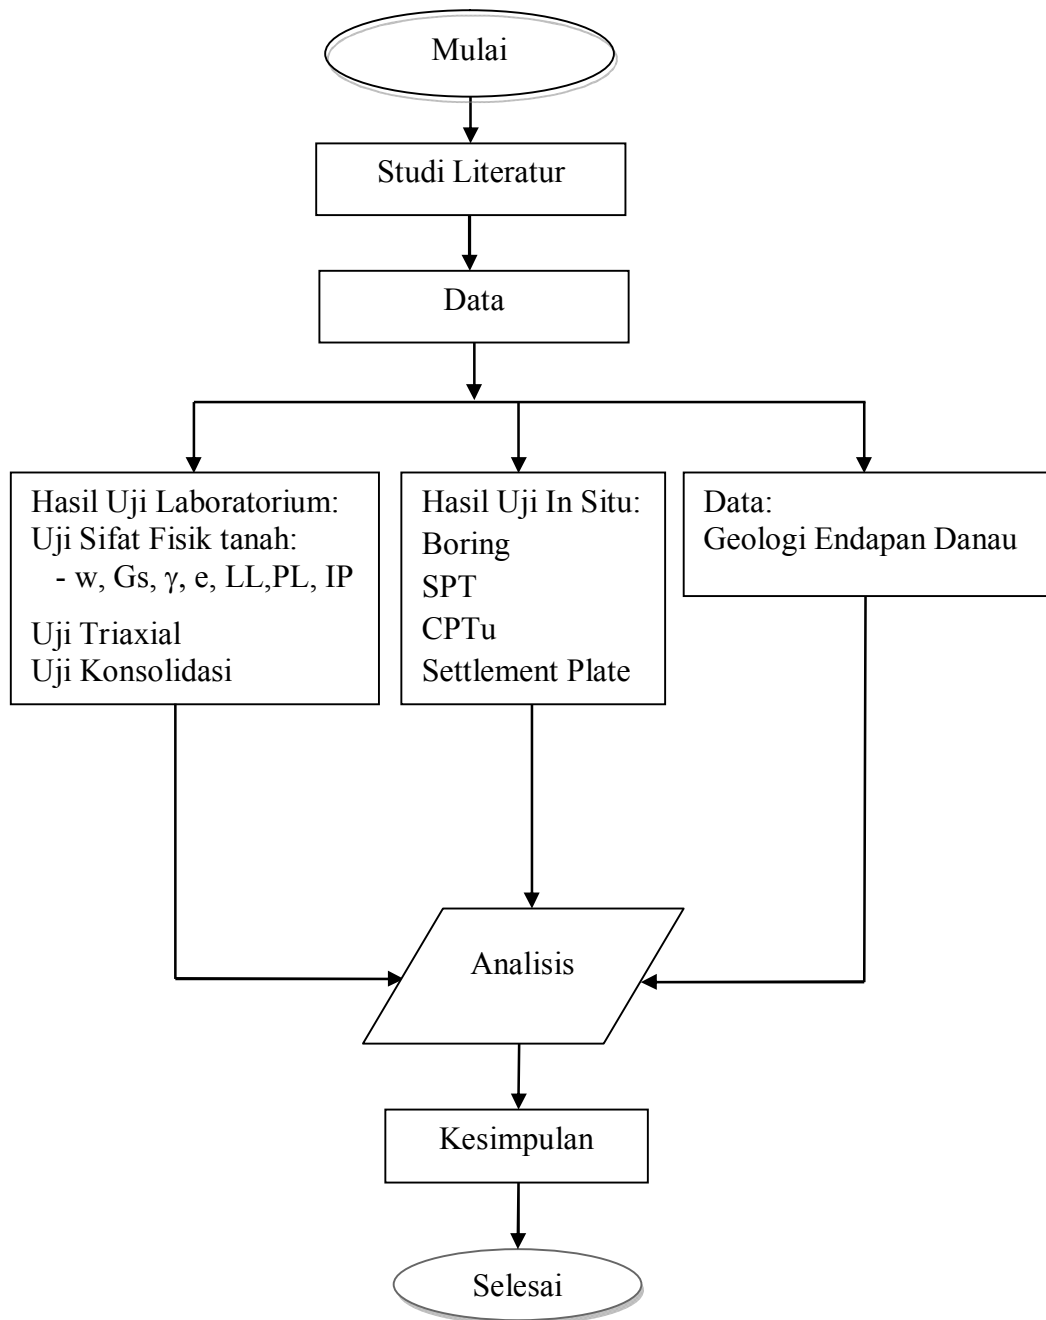 Mulai
Studi Literatur
Data
Hasil Uji Laboratorium:
Uji Sifat Fisik tanah:
- w, Gs, γ, e, LL,PL, IP
Uji Triaxial
Uji Konsolidasi
Hasil Uji In Situ:
Boring
SPT
CPTu
Settlement Plate
Data:
Geologi Endapan Danau
Analisis
Kesimpulan
Selesai